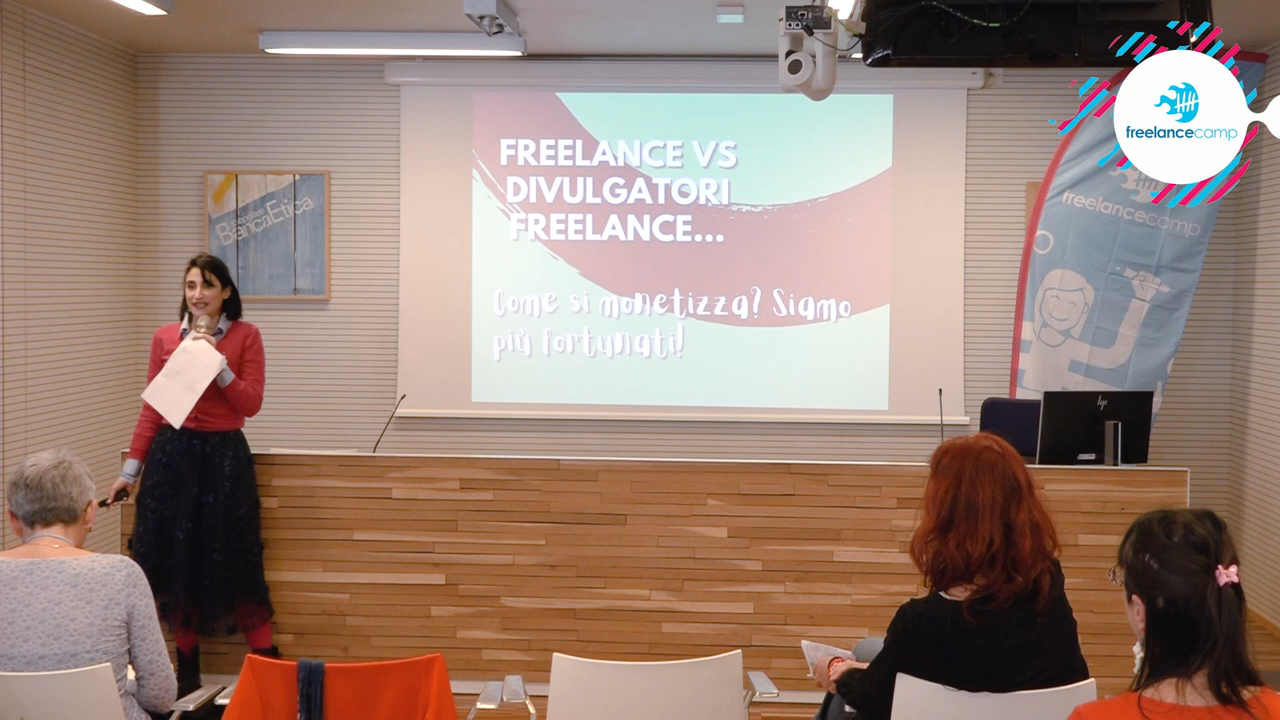 FREELANCE VS
DIVULGATORI
FREELANCE...
Come si monetizza? Siamo
più fortunati!
BancaEtica
freelancecamp
freelancecamp
hp